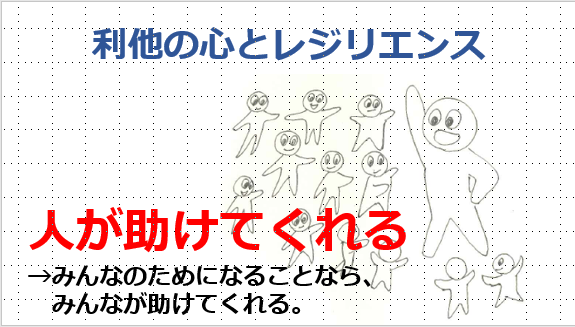 利他の心とレジリエンス
人が助けてくれる
→みんなのためになることなら、
みんなが助けてくれる。